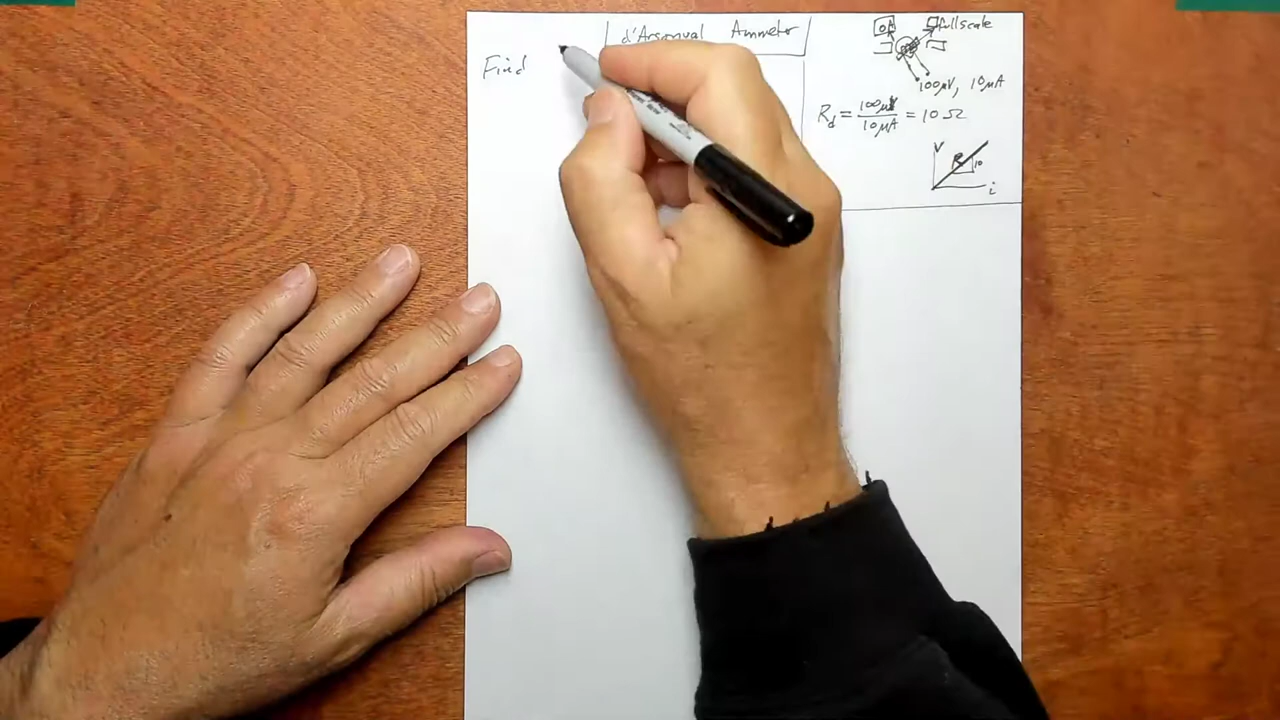 d'Arsonval Ammeter
Find
fullscale
100μV, 10μA
R_d = 100μV / 10μA = 10 Ω
V
R
10
i